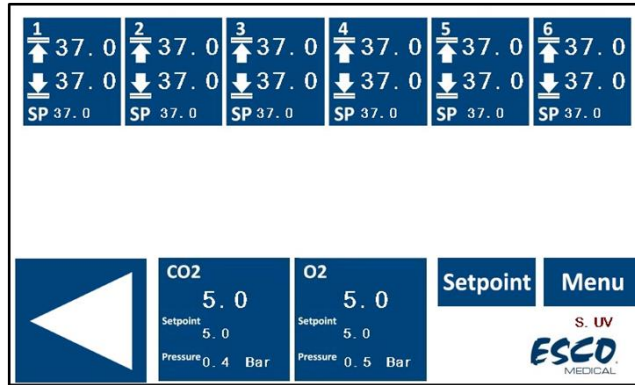 1 2 3 4 5 6
37.0 37.0 37.0 37.0 37.0 37.0
37.0 37.0 37.0 37.0 37.0 37.0
SP 37.0 SP 37.0 SP 37.0 SP 37.0 SP 37.0 SP 37.0
CO2
5.0
Setpoint
5.0
Pressure 0.4 Bar
O2
5.0
Setpoint
5.0
Pressure 0.5 Bar
Setpoint
Menu
S. UV
ESCO
MEDICAL